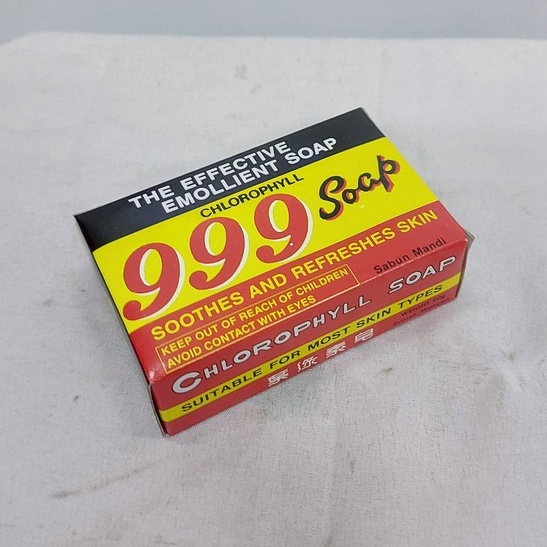 THE EFFECTIVE
EMOLLIENT SOAP
CHLOROPHYLL
999 Soap
SOOTHES AND REFRESHES SKIN
KEEP OUT OF REACH OF CHILDREN
AVOID CONTACT WITH EYES
Sabun Mandi
CHLOROPHYLL SOAP
SUITABLE FOR MOST SKIN TYPES